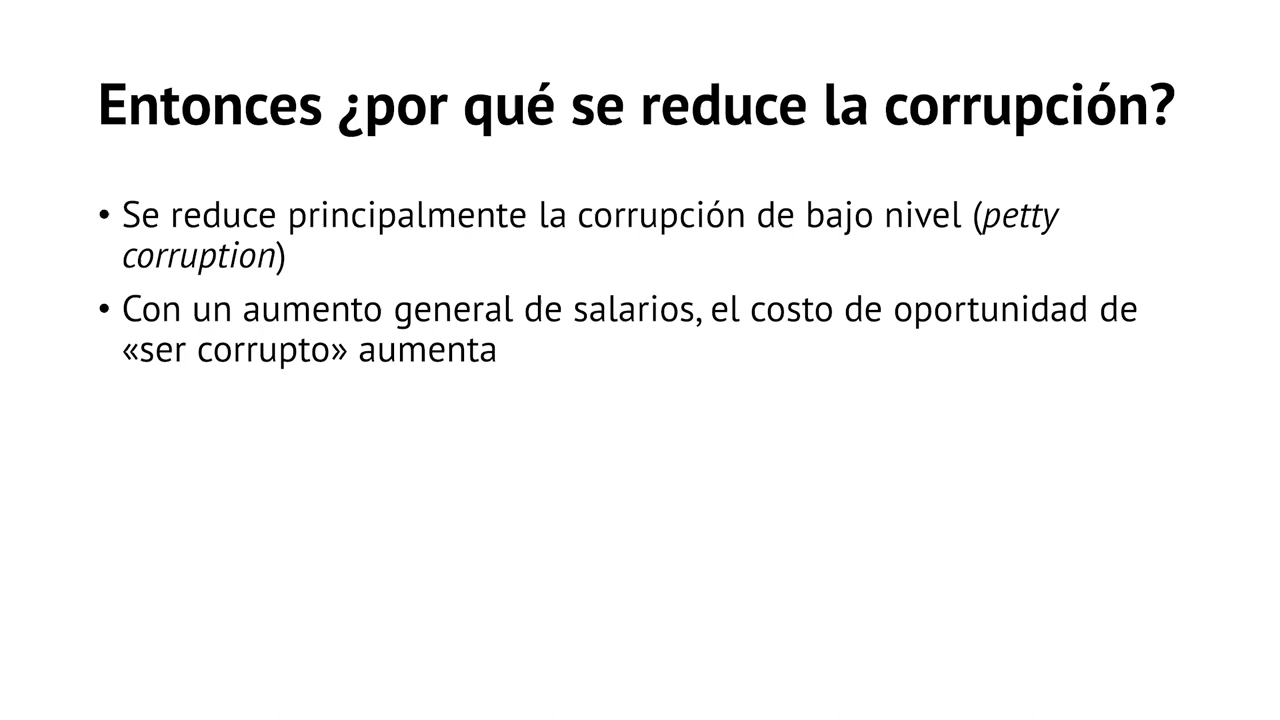 Entonces ¿por qué se reduce la corrupción?
• Se reduce principalmente la corrupción de bajo nivel (petty
corruption)
• Con un aumento general de salarios, el costo de oportunidad de
«ser corrupto» aumenta